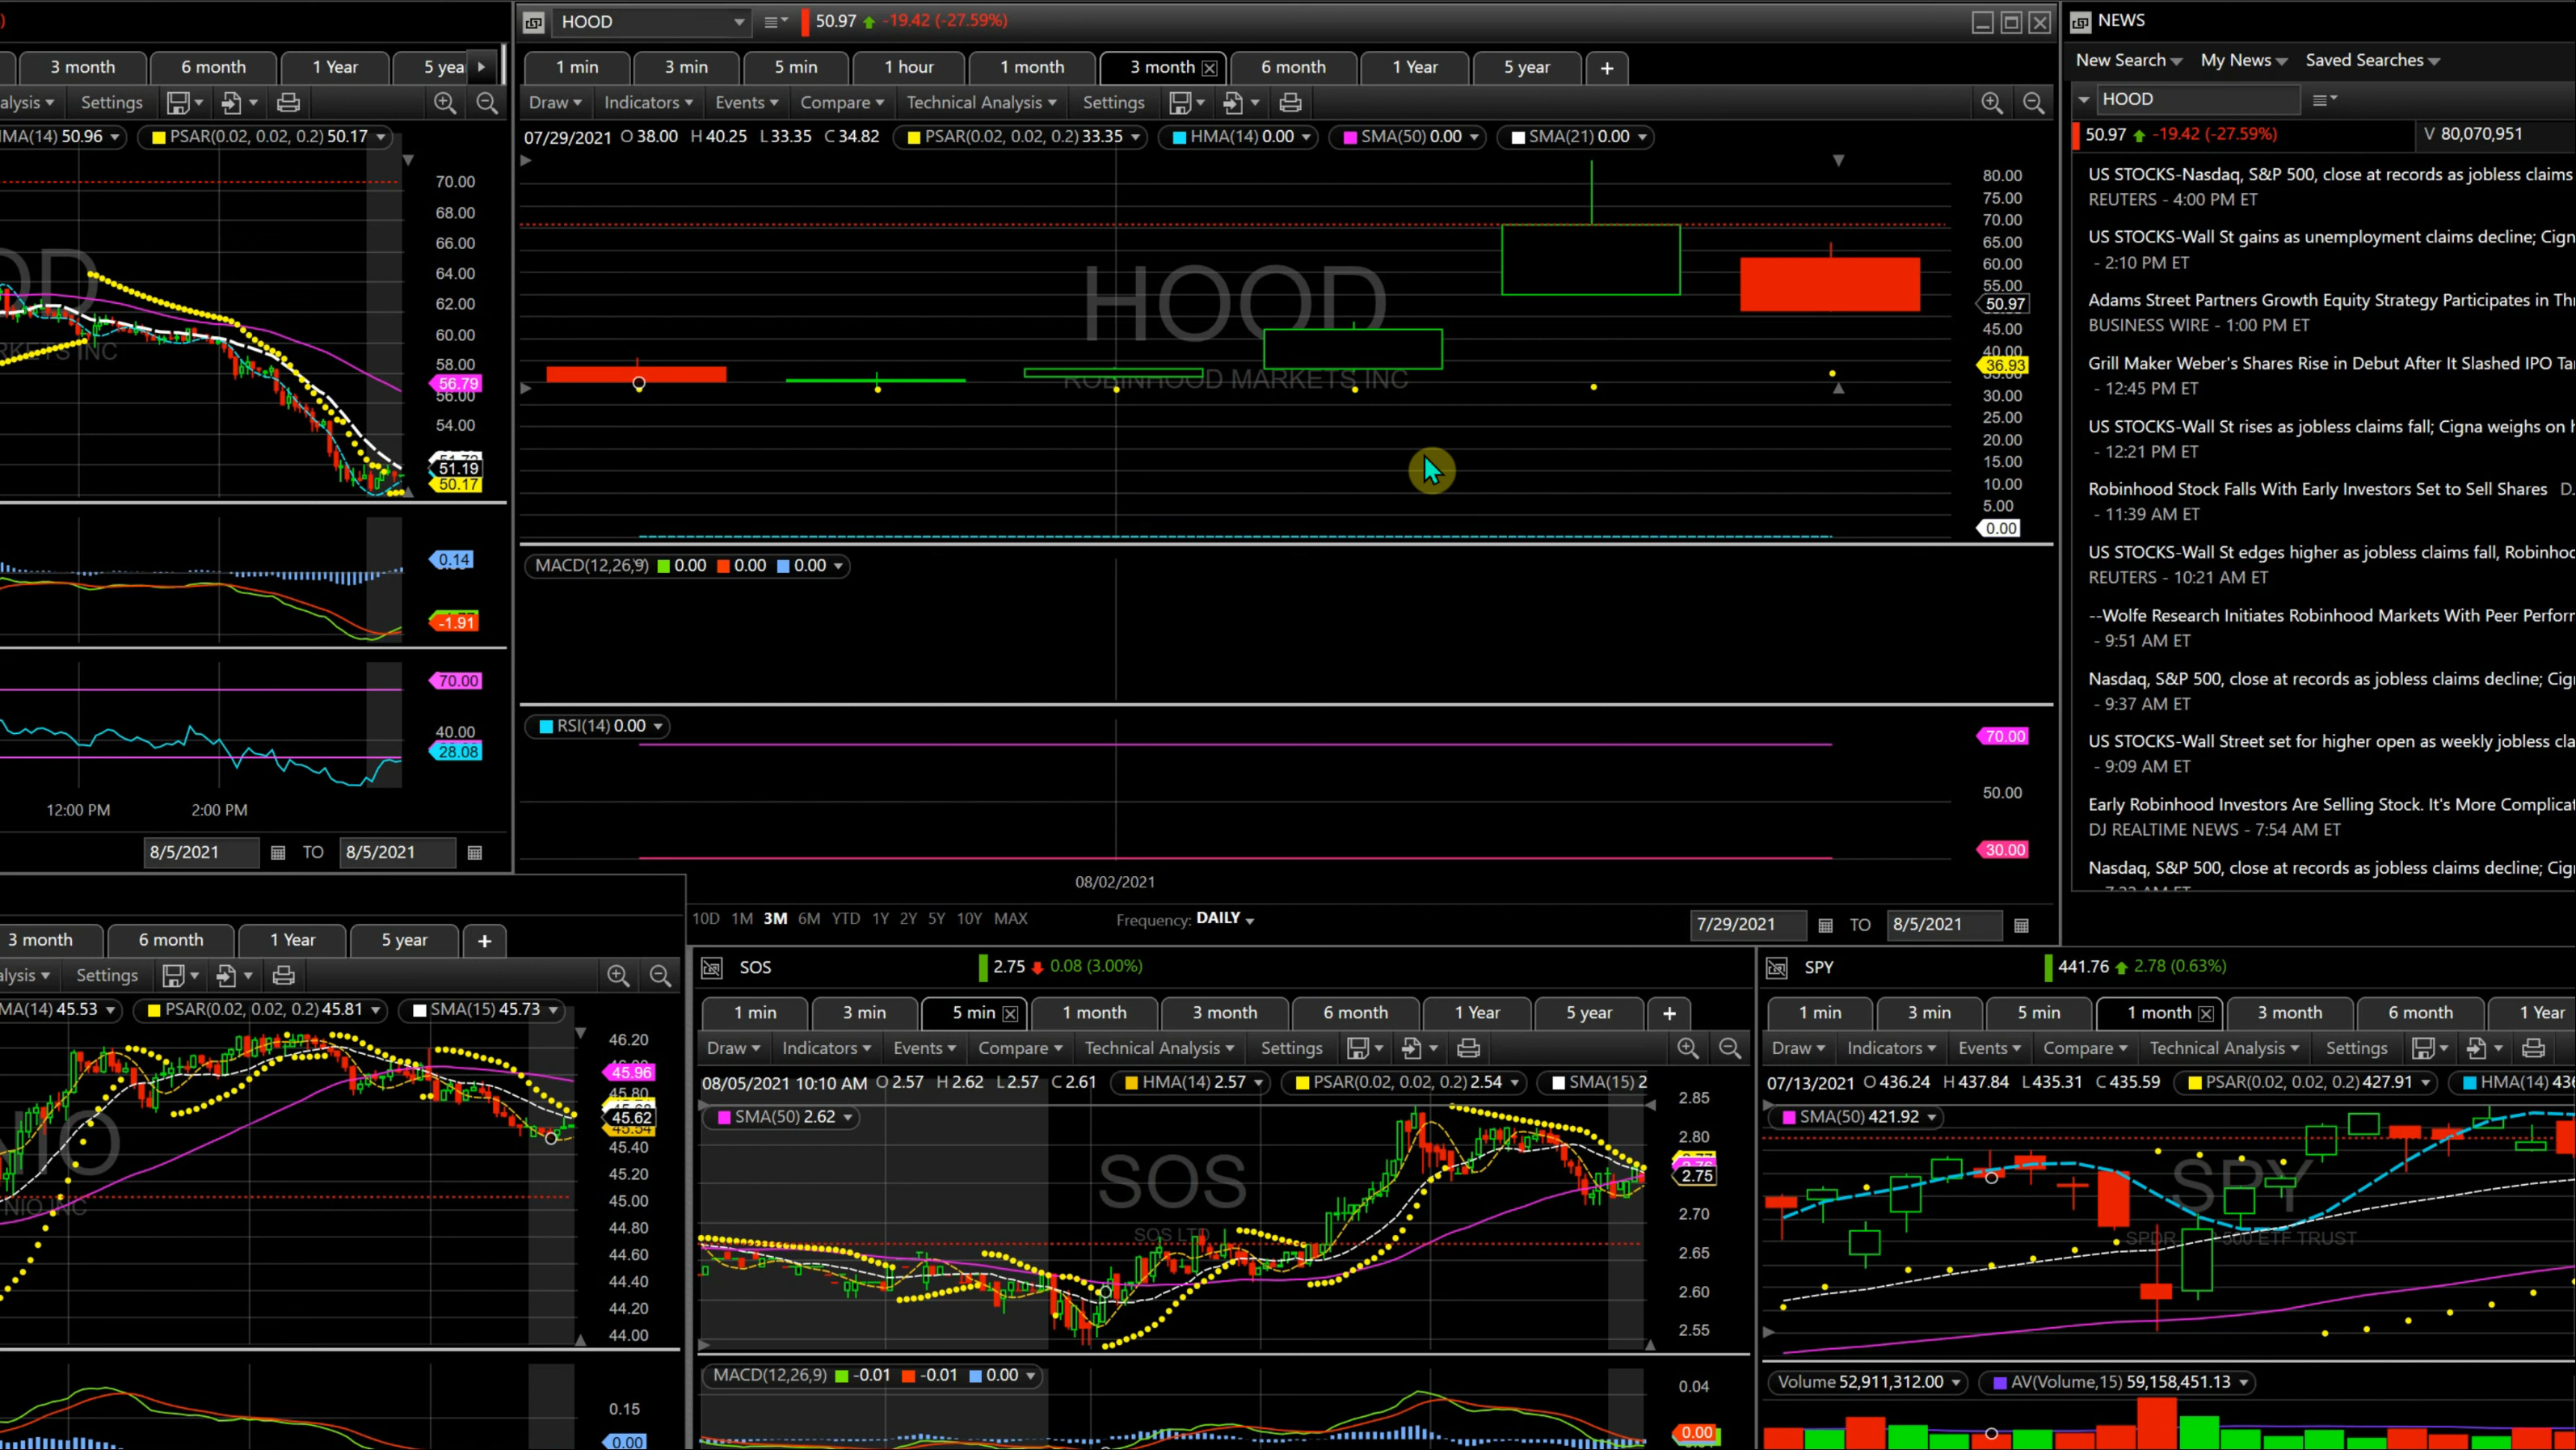 HOOD 50.97 -19.42 (-27.59%)
3 month 6 month 1 Year 5 yea
alysis Settings
MA(14) 50.96 PSAR(0.02, 0.02, 0.2) 50.17
70.00
68.00
66.00
64.00
62.00
60.00
58.00
56.79
56.00
54.00
51.19
50.17
0.14
-1.91
70.00
40.00
28.08
12:00 PM 2:00 PM
8/5/2021 TO 8/5/2021
1 min 3 min 5 min 1 hour 1 month 3 month 6 month 1 Year 5 year +
Draw Indicators Events Compare Technical Analysis Settings
07/29/2021 O 38.00 H 40.25 L 33.35 C 34.82 PSAR(0.02, 0.02, 0.2) 33.35 HMA(14) 0.00 SMA(50) 0.00 SMA(21) 0.00
HOOD
ROBINHOOD MARKETS INC
80.00
75.00
70.00
65.00
60.00
55.00
50.97
45.00
40.00
36.93
30.00
25.00
20.00
15.00
10.00
5.00
0.00
MACD(12,26,9) 0.00 0.00 0.00
RSI(14) 0.00
70.00
50.00
30.00
08/02/2021
10D 1M 3M 6M YTD 1Y 2Y 5Y 10Y MAX Frequency: DAILY
7/29/2021 TO 8/5/2021
NEWS
New Search My News Saved Searches
HOOD
50.97 -19.42 (-27.59%) V 80,070,951
US STOCKS-Nasdaq, S&P 500, close at records as jobless claims
REUTERS - 4:00 PM ET
US STOCKS-Wall St gains as unemployment claims decline; Cign
- 2:10 PM ET
Adams Street Partners Growth Equity Strategy Participates in Th
BUSINESS WIRE - 1:00 PM ET
Grill Maker Weber's Shares Rise in Debut After It Slashed IPO Ta
- 12:45 PM ET
US STOCKS-Wall St rises as jobless claims fall; Cigna weighs on h
- 12:21 PM ET
Robinhood Stock Falls With Early Investors Set to Sell Shares D
- 11:39 AM ET
US STOCKS-Wall St edges higher as jobless claims fall, Robinhoo
REUTERS - 10:21 AM ET
--Wolfe Research Initiates Robinhood Markets With Peer Perforn
- 9:51 AM ET
Nasdaq, S&P 500, close at records as jobless claims decline; Cig
- 9:37 AM ET
US STOCKS-Wall Street set for higher open as weekly jobless cla
- 9:09 AM ET
Early Robinhood Investors Are Selling Stock. It's More Complicat
DJ REALTIME NEWS - 7:54 AM ET
Nasdaq, S&P 500, close at records as jobless claims decline; Cig
3 month 6 month 1 Year 5 year +
alysis Settings
MA(14) 45.53 PSAR(0.02, 0.02, 0.2) 45.81 SMA(15) 45.73
NIO
NIO INC
46.20
45.96
45.80
45.62
45.40
45.20
45.00
44.80
44.60
44.40
44.20
44.00
0.15
0.00
SOS 2.75 0.08 (3.00%)
1 min 3 min 5 min 1 month 3 month 6 month 1 Year 5 year +
Draw Indicators Events Compare Technical Analysis Settings
08/05/2021 10:10 AM O 2.57 H 2.62 L 2.57 C 2.61 HMA(14) 2.57 PSAR(0.02, 0.02, 0.2) 2.54 SMA(15) 2
SMA(50) 2.62
SOS
SOS LTD
2.85
2.80
2.75
2.70
2.65
2.60
2.55
MACD(12,26,9) -0.01 -0.01 0.00
0.04
0.00
SPY 441.76 2.78 (0.63%)
1 min 3 min 5 min 1 month 3 month 6 month 1 Year
Draw Indicators Events Compare Technical Analysis Settings
07/13/2021 O 436.24 H 437.84 L 435.31 C 435.59 PSAR(0.02, 0.02, 0.2) 427.91 HMA(14) 436
SMA(50) 421.92
SPY
SPDR 500 ETF TRUST
Volume 52,911,312.00 AV(Volume,15) 59,158,451.13